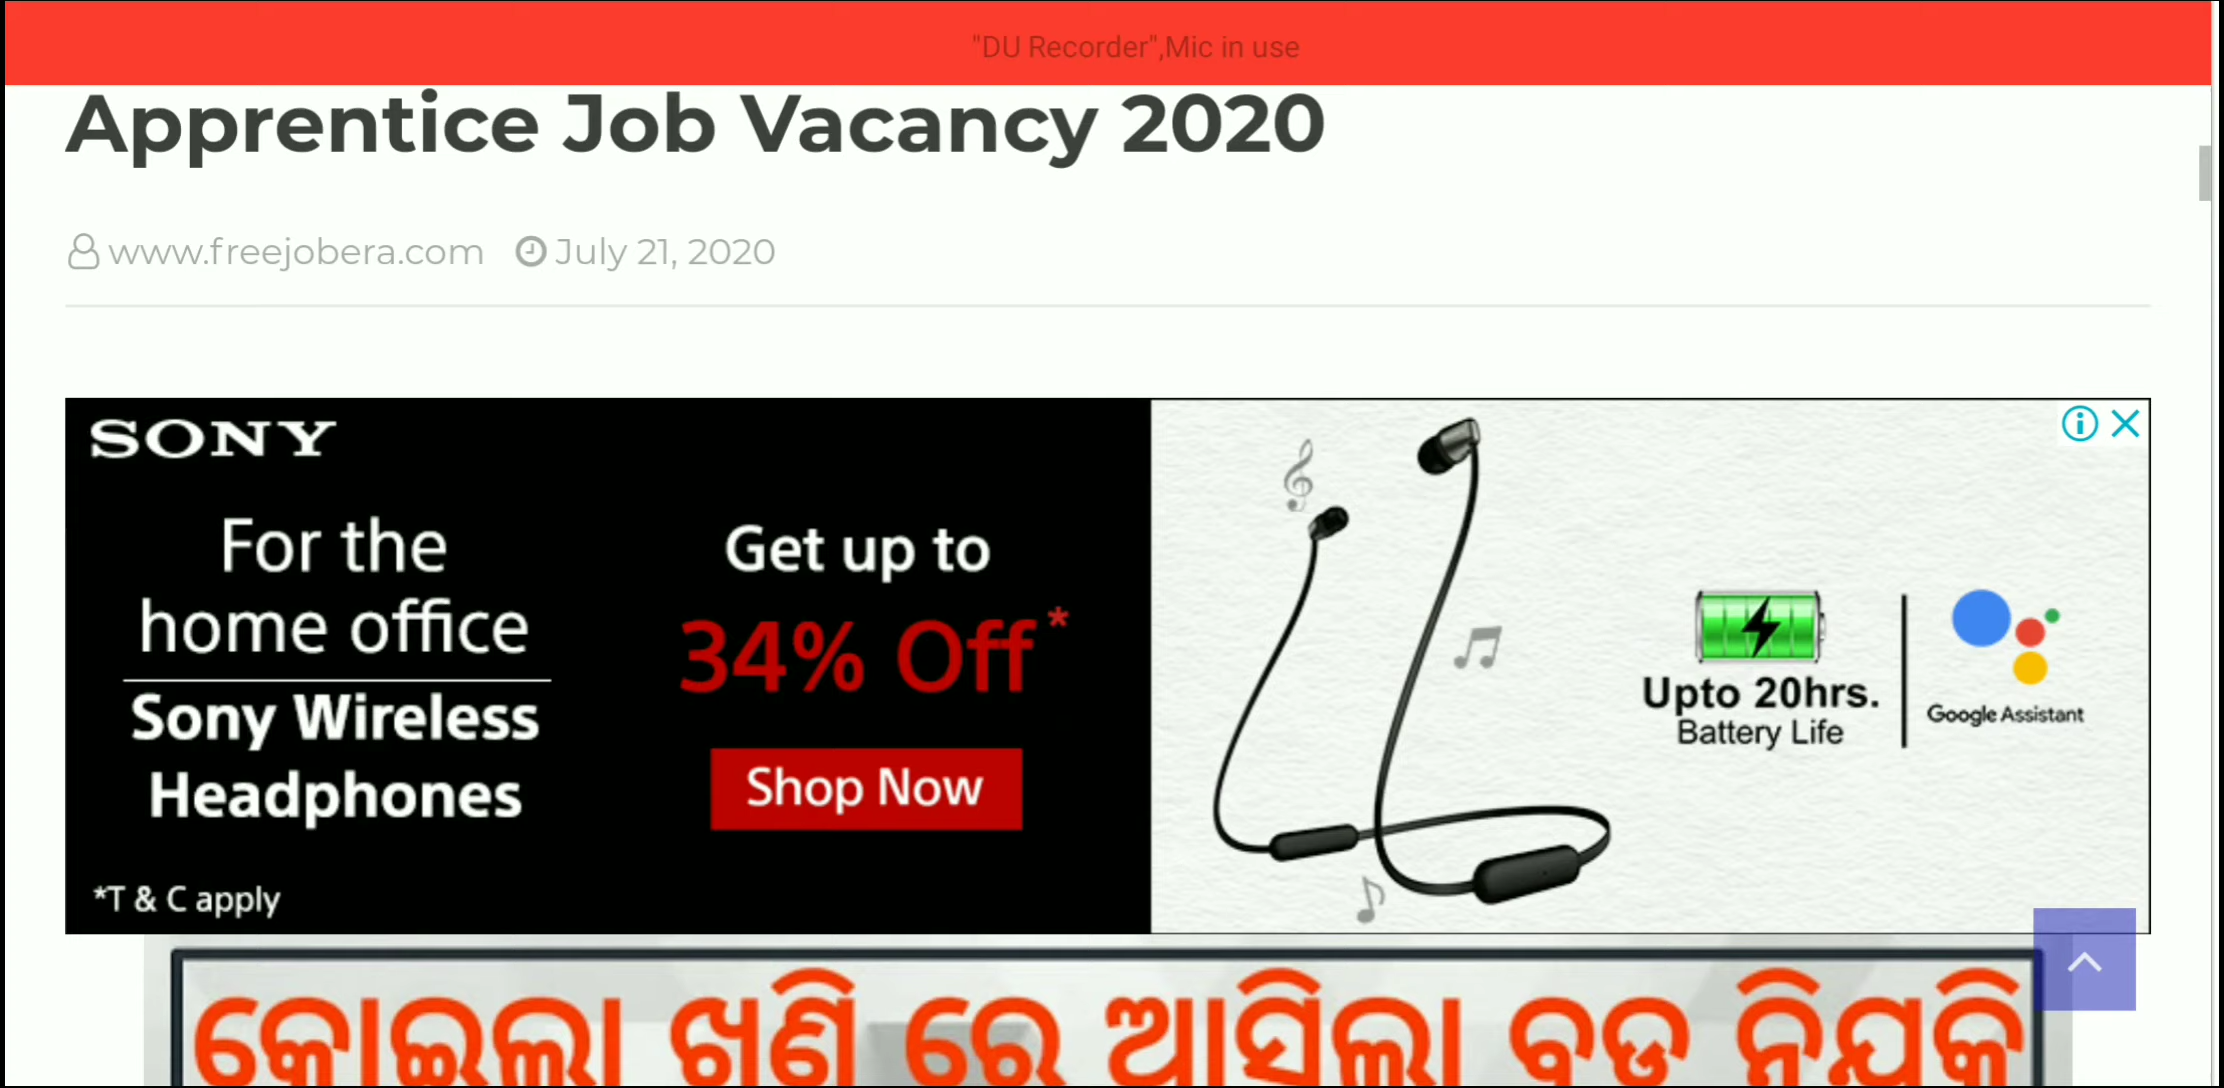 "DU Recorder",Mic in use
Apprentice Job Vacancy 2020
www.freejobera.com July 21, 2020
SONY
For the
home office
Sony Wireless
Headphones
*T & C apply
Get up to
34% Off*
Shop Now
Upto 20hrs.
Battery Life
Google Assistant
କୋଇଲା ଖଣି ରେ ଆସିଲା ବଡ